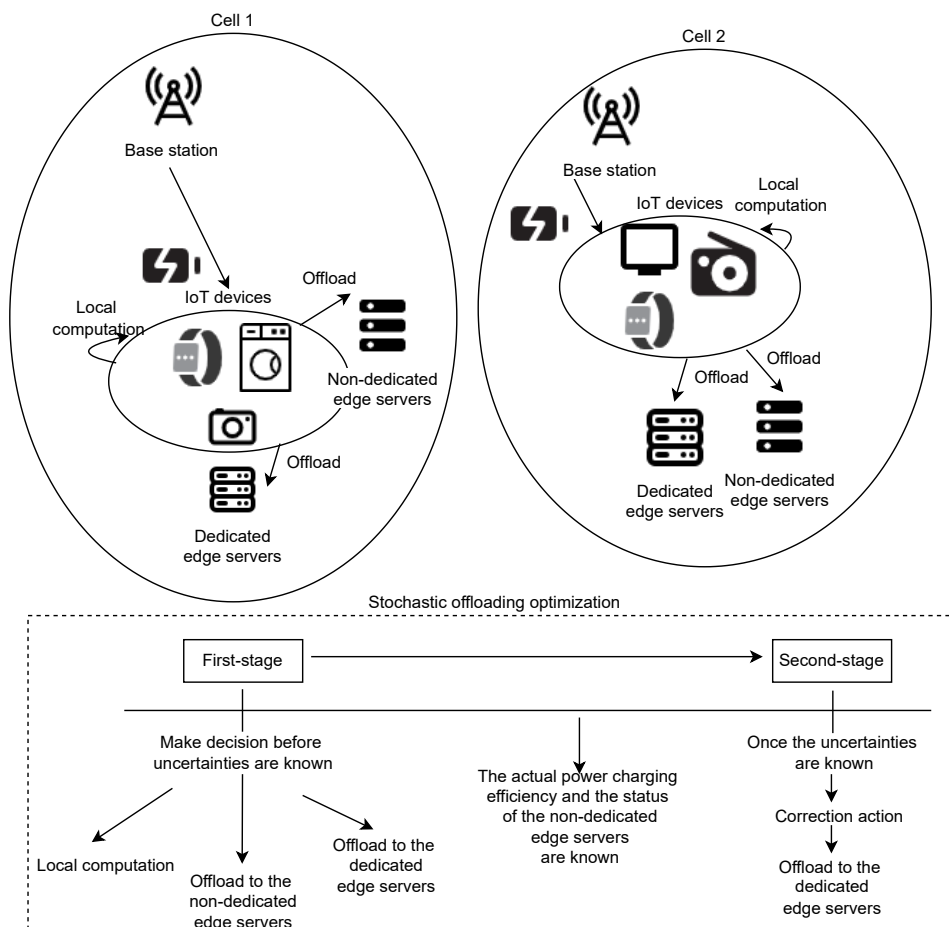 Cell 1
Base station
IoT devices
Local
computation
Offload
Non-dedicated
edge servers
Offload
Dedicated
edge servers
Cell 2
Base station
IoT devices
Local
computation
Offload
Offload
Dedicated
edge servers
Non-dedicated
edge servers
Stochastic offloading optimization
First-stage
Second-stage
Make decision before
uncertainties are known
Local computation
Offload to the
non-dedicated
edge servers
Offload to the
dedicated
edge servers
The actual power charging
efficiency and the status
of the non-dedicated
edge servers
are known
Once the uncertainties
are known
Correction action
Offload to the
dedicated
edge servers